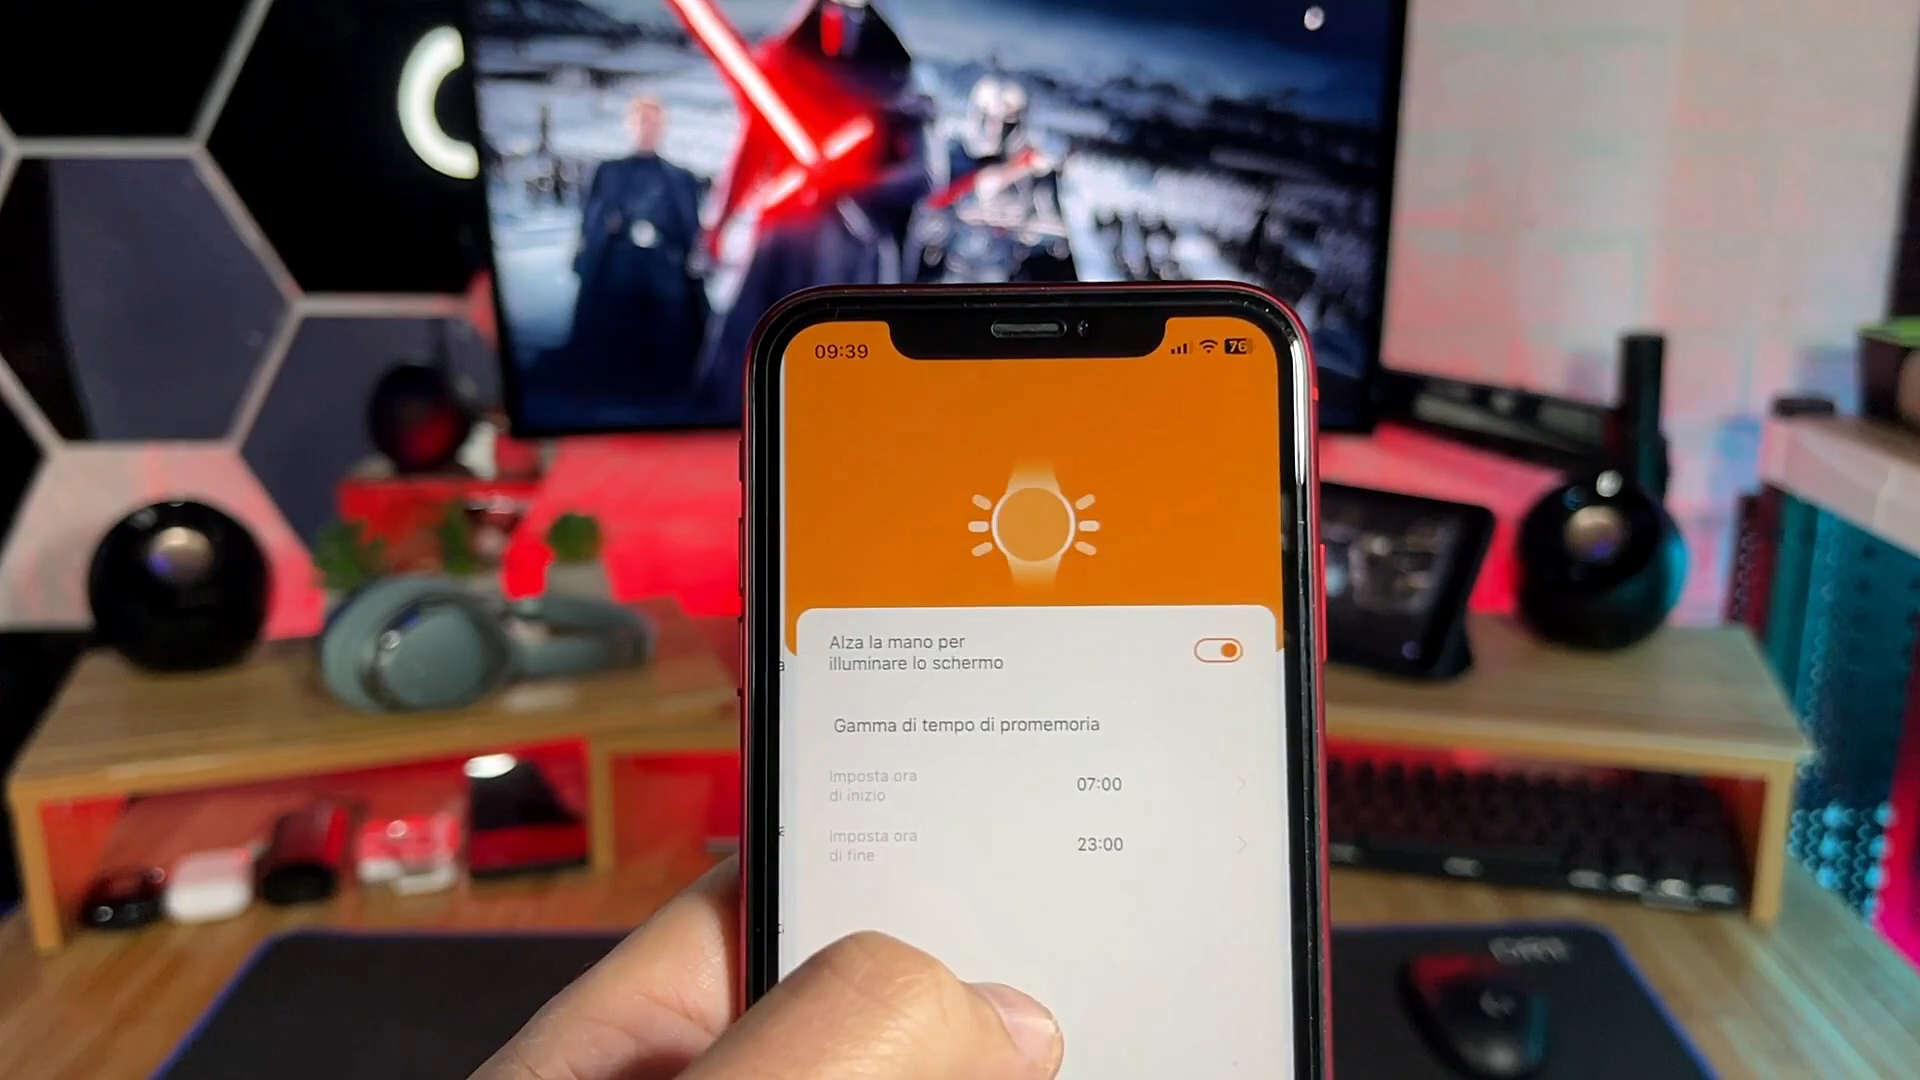 09:39
76
Alza la mano per
illuminare lo schermo
Gamma di tempo di promemoria
Imposta ora
di inizio
07:00
Imposta ora
di fine
23:00